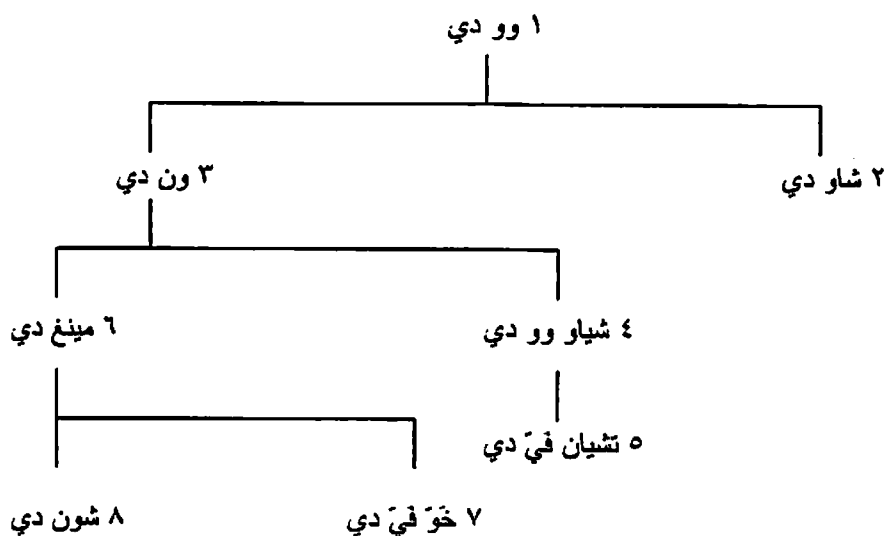 ١ وو دي
٢ شاو دي
٣ ون دي
٤ شياو وو دي
٦ مينغ دي
٥ تشيان فيّ دي
٧ خوّ فيّ دي
٨ شون دي